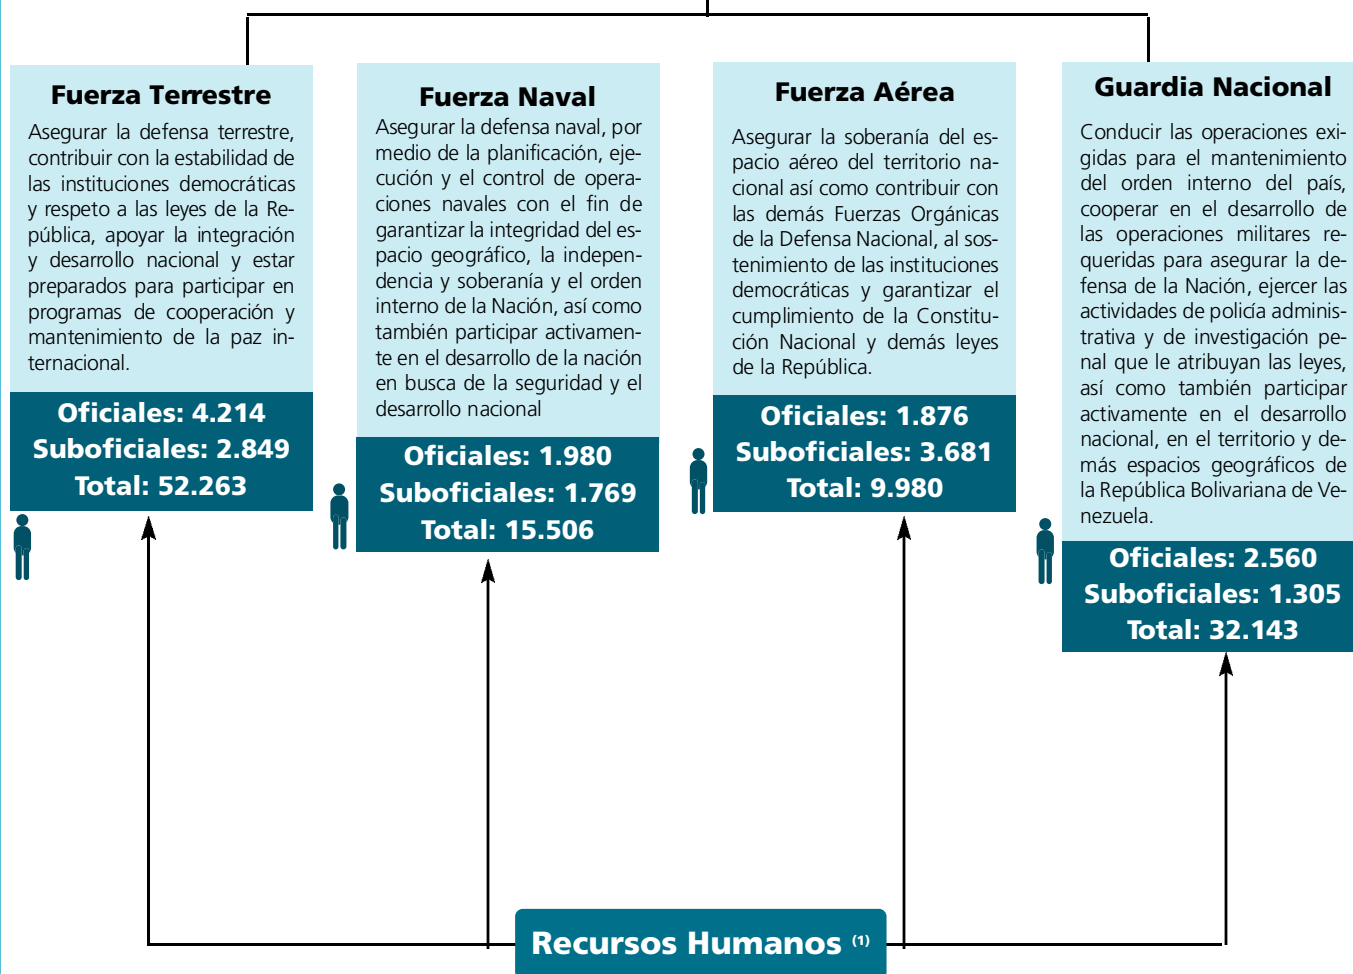 Fuerza Terrestre
Asegurar la defensa terrestre,
contribuir con la estabilidad de
las instituciones democráticas
y respeto a las leyes de la Re-
pública, apoyar la integración
y desarrollo nacional y estar
preparados para participar en
programas de cooperación y
mantenimiento de la paz in-
ternacional.
Oficiales: 4.214
Suboficiales: 2.849
Total: 52.263
Fuerza Naval
Asegurar la defensa naval, por
medio de la planificación, eje-
cución y el control de opera-
ciones navales con el fin de
garantizar la integridad del es-
pacio geográfico, la indepen-
dencia y soberanía y el orden
interno de la Nación, así como
también participar activamen-
te en el desarrollo de la nación
en busca de la seguridad y el
desarrollo nacional
Oficiales: 1.980
Suboficiales: 1.769
Total: 15.506
Fuerza Aérea
Asegurar la soberanía del es-
pacio aéreo del territorio na-
cional así como contribuir con
las demás Fuerzas Orgánicas
de la Defensa Nacional, al sos-
tenimiento de las instituciones
democráticas y garantizar el
cumplimiento de la Constitu-
ción Nacional y demás leyes
de la República.
Oficiales: 1.876
Suboficiales: 3.681
Total: 9.980
Guardia Nacional
Conducir las operaciones exi-
gidas para el mantenimiento
del orden interno del país,
cooperar en el desarrollo de
las operaciones militares re-
queridas para asegurar la de-
fensa de la Nación, ejercer las
actividades de policía adminis-
trativa y de investigación pe-
nal que le atribuyan las leyes,
así como también participar
activamente en el desarrollo
nacional, en el territorio y de-
más espacios geográficos de
la República Bolivariana de Ve-
nezuela.
Oficiales: 2.560
Suboficiales: 1.305
Total: 32.143
Recursos Humanos (1)